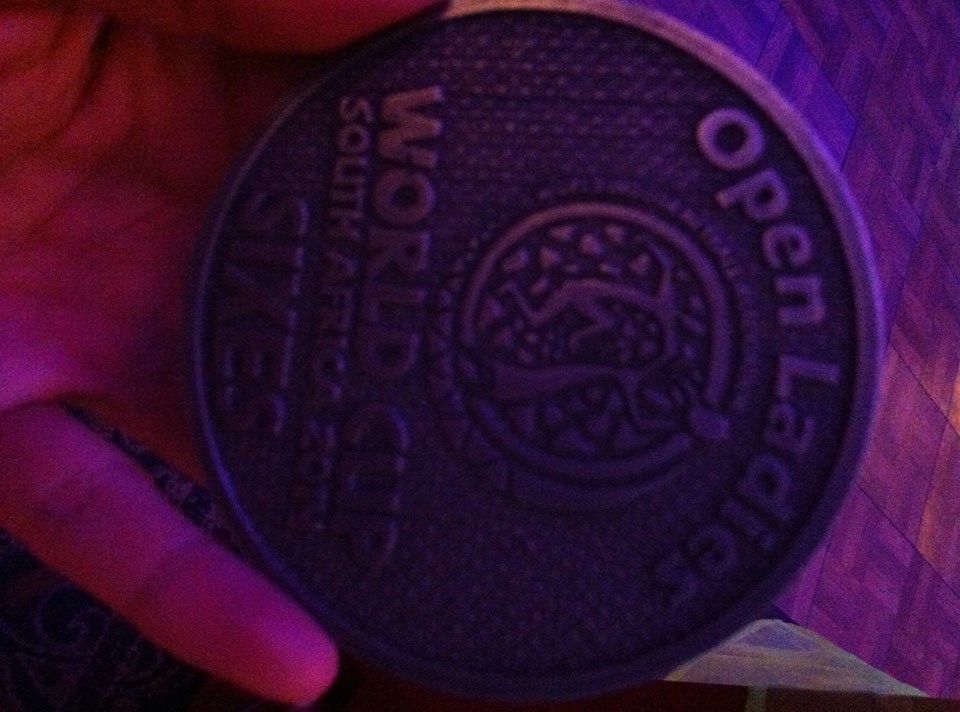 Open Ladies
WORLD CUP
SOUTH AFRICA
SIXES